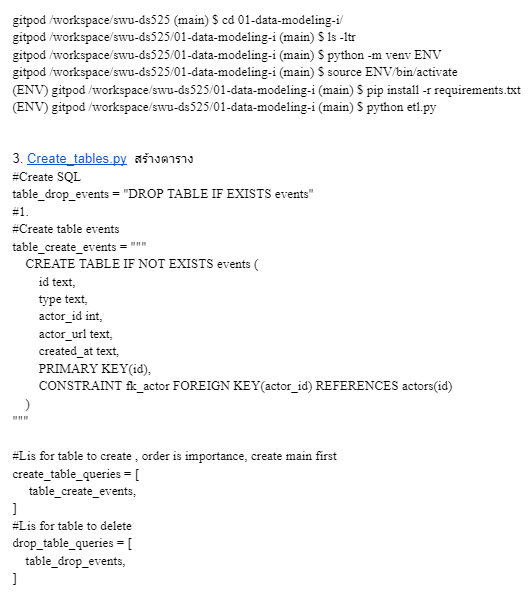 gitpod /workspace/swu-ds525 (main) $ cd 01-data-modeling-i/
gitpod /workspace/swu-ds525/01-data-modeling-i (main) $ ls -ltr
gitpod /workspace/swu-ds525/01-data-modeling-i (main) $ python -m venv ENV
gitpod /workspace/swu-ds525/01-data-modeling-i (main) $ source ENV/bin/activate
(ENV) gitpod /workspace/swu-ds525/01-data-modeling-i (main) $ pip install -r requirements.txt
(ENV) gitpod /workspace/swu-ds525/01-data-modeling-i (main) $ python etl.py
3. Create_tables.py สร้างตาราง
#Create SQL
table_drop_events = "DROP TABLE IF EXISTS events"
#1.
#Create table events
table_create_events = """
CREATE TABLE IF NOT EXISTS events (
id text,
type text,
actor_id int,
actor_url text,
created_at text,
PRIMARY KEY(id),
CONSTRAINT fk_actor FOREIGN KEY(actor_id) REFERENCES actors(id)
)
"""
#Lis for table to create , order is importance, create main first
create_table_queries = [
table_create_events,
]
#Lis for table to delete
drop_table_queries = [
table_drop_events,
]